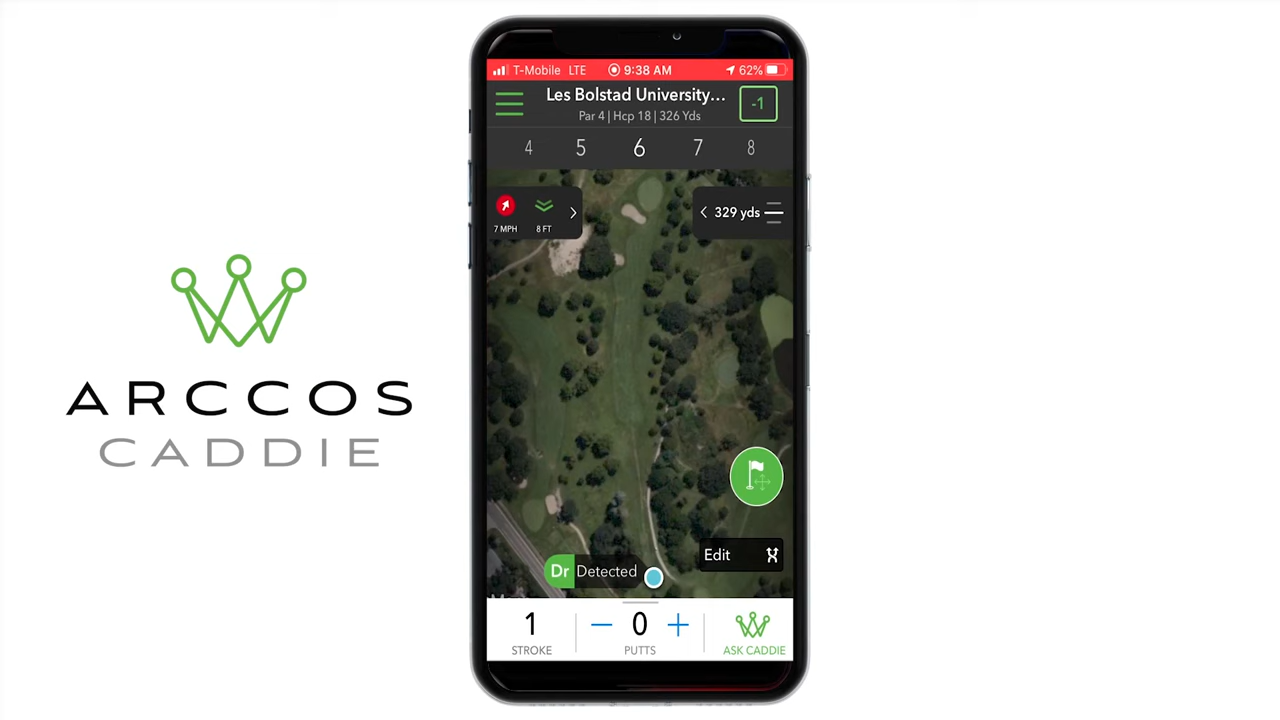 T-Mobile LTE 9:38 AM 62%
Les Bolstad University...
-1
Par 4 | Hcp 18 | 326 Yds
4 5 6 7 8
329 yds
7 MPH 8 FT
ARCCOS
CADDIE
Edit
Dr Detected
1 0
STROKE PUTTS ASK CADDIE